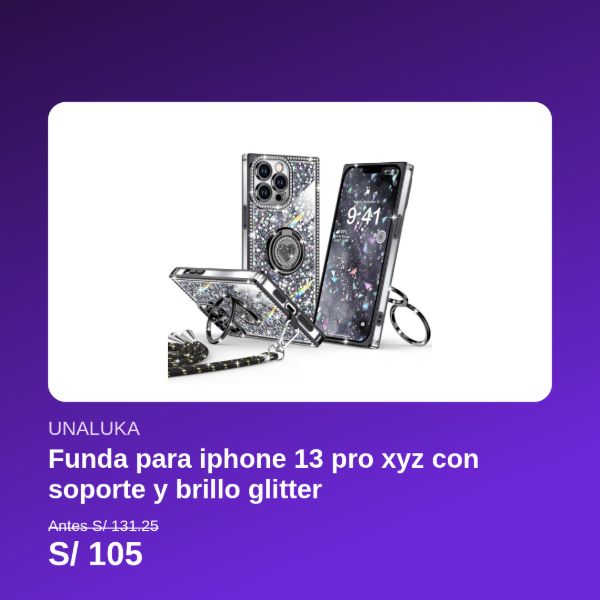 9:41
UNALUKA
Funda para iphone 13 pro xyz con
soporte y brillo glitter
Antes S/ 131.25
S/ 105